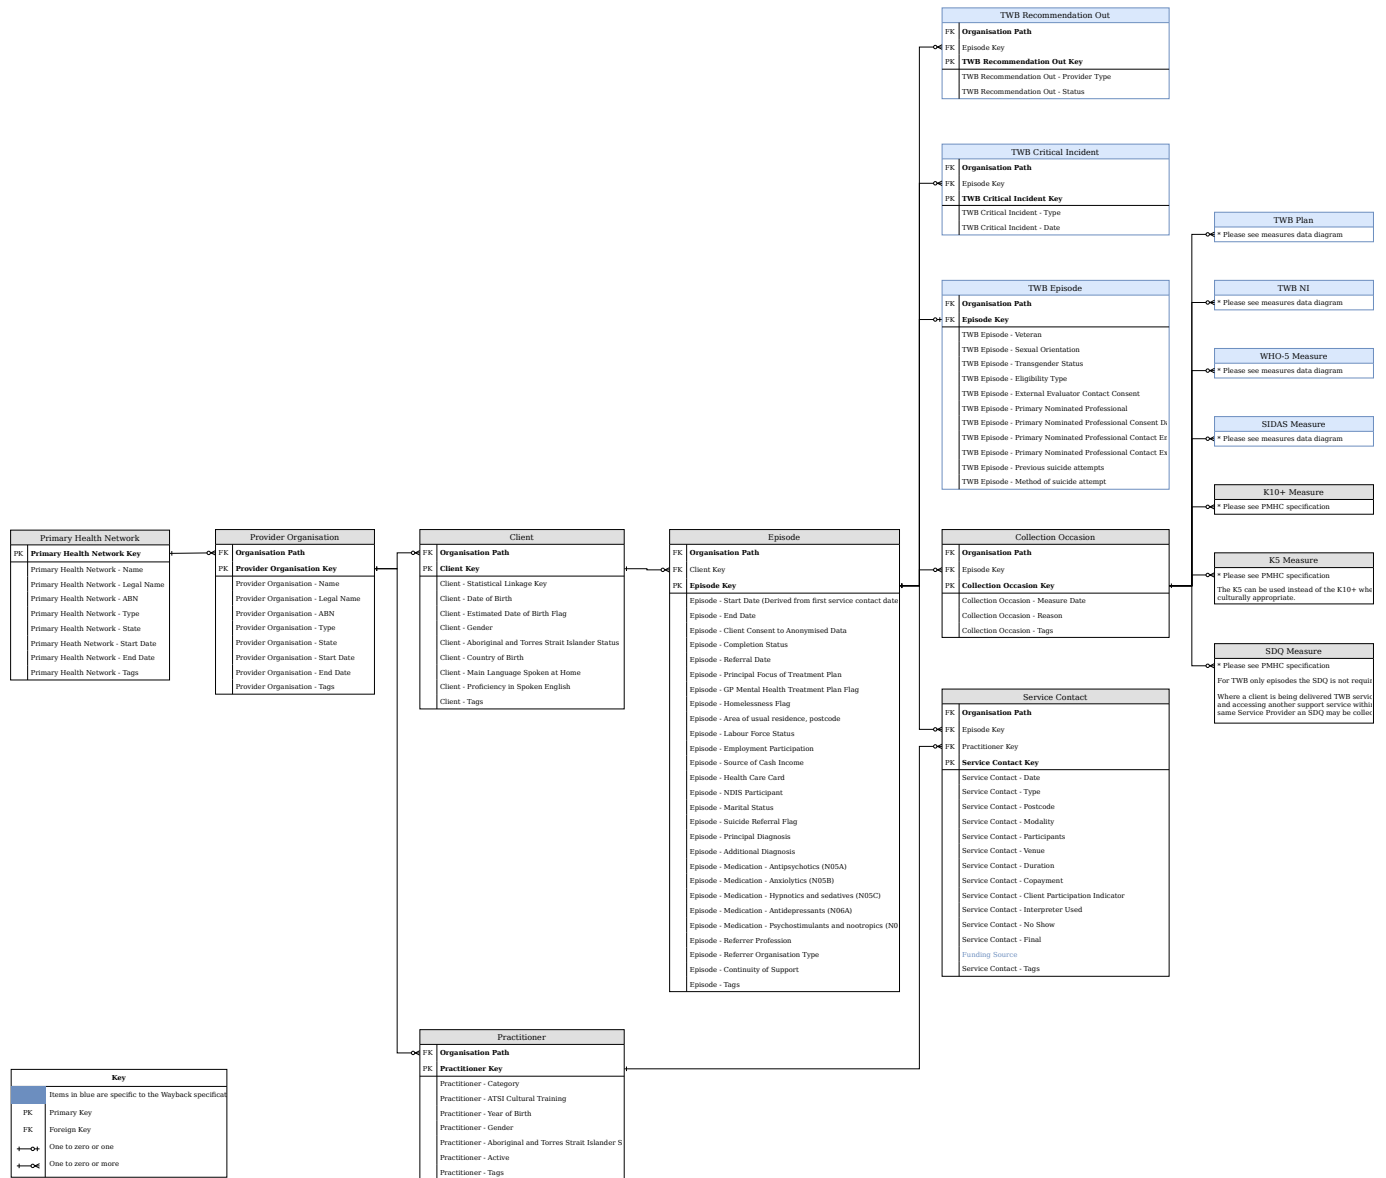 TWB Recommendation Out
FK Organisation Path
FK Episode Key
PK TWB Recommendation Out Key
TWB Recommendation Out - Provider Type
TWB Recommendation Out - Status
TWB Critical Incident
FK Organisation Path
FK Episode Key
PK TWB Critical Incident Key
TWB Critical Incident - Type
TWB Critical Incident - Date
TWB Episode
FK Organisation Path
FK Episode Key
TWB Episode - Veteran
TWB Episode - Sexual Orientation
TWB Episode - Transgender Status
TWB Episode - Eligibility Type
TWB Episode - External Evaluator Contact Consent
TWB Episode - Primary Nominated Professional
TWB Episode - Primary Nominated Professional Consent Da
TWB Episode - Primary Nominated Professional Contact En
TWB Episode - Primary Nominated Professional Contact Ex
TWB Episode - Previous suicide attempts
TWB Episode - Method of suicide attempt
TWB Plan
* Please see measures data diagram
TWB NI
* Please see measures data diagram
WHO-5 Measure
* Please see measures data diagram
SIDAS Measure
* Please see measures data diagram
K10+ Measure
* Please see PMHC specification
K5 Measure
* Please see PMHC specification
The K5 can be used instead of the K10+ whe
culturally appropriate.
SDQ Measure
* Please see PMHC specification
For TWB only episodes the SDQ is not requir
Where a client is being delivered TWB servic
and accessing another support service within
same Service Provider an SDQ may be collec
Primary Health Network
PK Primary Health Network Key
Primary Health Network - Name
Primary Health Network - Legal Name
Primary Health Network - ABN
Primary Health Network - Type
Primary Health Network - State
Primary Heath Network - Start Date
Primary Health Network - End Date
Primary Health Network - Tags
Provider Organisation
FK Organisation Path
PK Provider Organisation Key
Provider Organisation - Name
Provider Organisation - Legal Name
Provider Organisation - ABN
Provider Organisation - Type
Provider Organisation - State
Provider Organisation - Start Date
Provider Organisation - End Date
Provider Organisation - Tags
Client
FK Organisation Path
PK Client Key
Client - Statistical Linkage Key
Client - Date of Birth
Client - Estimated Date of Birth Flag
Client - Gender
Client - Aboriginal and Torres Strait Islander Status
Client - Country of Birth
Client - Main Language Spoken at Home
Client - Proficiency in Spoken English
Client - Tags
Episode
FK Organisation Path
FK Client Key
PK Episode Key
Episode - Start Date (Derived from first service contact date
Episode - End Date
Episode - Client Consent to Anonymised Data
Episode - Completion Status
Episode - Referral Date
Episode - Principal Focus of Treatment Plan
Episode - GP Mental Health Treatment Plan Flag
Episode - Homelessness Flag
Episode - Area of usual residence, postcode
Episode - Labour Force Status
Episode - Employment Participation
Episode - Source of Cash Income
Episode - Health Care Card
Episode - NDIS Participant
Episode - Marital Status
Episode - Suicide Referral Flag
Episode - Principal Diagnosis
Episode - Additional Diagnosis
Episode - Medication - Antipsychotics (N05A)
Episode - Medication - Anxiolytics (N05B)
Episode - Medication - Hypnotics and sedatives (N05C)
Episode - Medication - Antidepressants (N06A)
Episode - Medication - Psychostimulants and nootropics (N0
Episode - Referrer Profession
Episode - Referrer Organisation Type
Episode - Continuity of Support
Episode - Tags
Collection Occasion
FK Organisation Path
FK Episode Key
PK Collection Occasion Key
Collection Occasion - Measure Date
Collection Occasion - Reason
Collection Occasion - Tags
Service Contact
FK Organisation Path
FK Episode Key
FK Practitioner Key
PK Service Contact Key
Service Contact - Date
Service Contact - Type
Service Contact - Postcode
Service Contact - Modality
Service Contact - Participants
Service Contact - Venue
Service Contact - Duration
Service Contact - Copayment
Service Contact - Client Participation Indicator
Service Contact - Interpreter Used
Service Contact - No Show
Service Contact - Final
Funding Source
Service Contact - Tags
Practitioner
FK Organisation Path
PK Practitioner Key
Practitioner - Category
Practitioner - ATSI Cultural Training
Practitioner - Year of Birth
Practitioner - Gender
Practitioner - Aboriginal and Torres Strait Islander S
Practitioner - Active
Practitioner - Tags
Key
Items in blue are specific to the Wayback specificat
PK Primary Key
FK Foreign Key
One to zero or one
One to zero or more